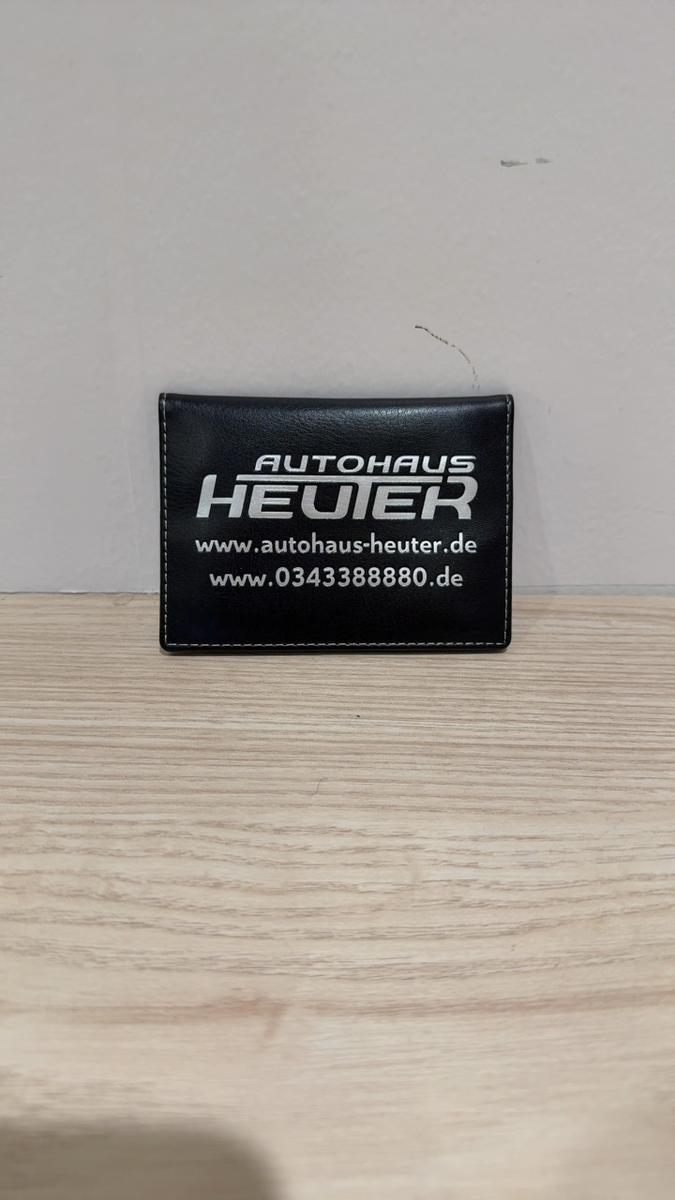 AUTOHAUS
HEUTER
www.autohaus-heuter.de
www.0343388880.de